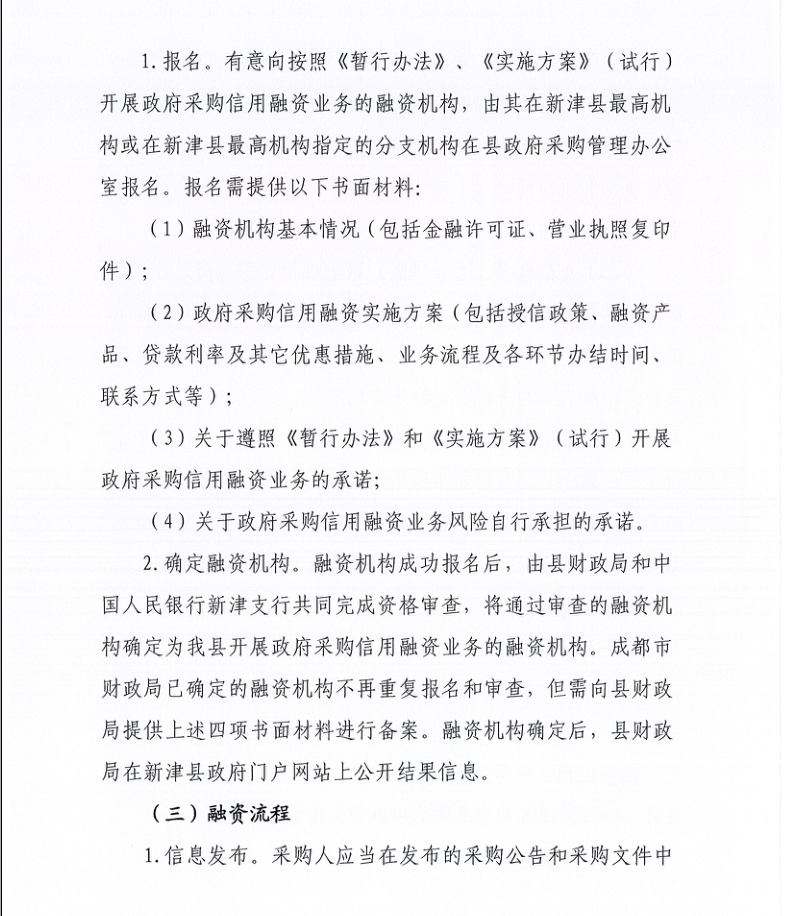 1.报名。有意向按照《暂行办法》、《实施方案》（试行）
开展政府采购信用融资业务的融资机构，由其在新津县最高机
构或在新津县最高机构指定的分支机构在县政府采购管理办公
室报名。报名需提供以下书面材料：
（1）融资机构基本情况（包括金融许可证、营业执照复印
件）；
（2）政府采购信用融资实施方案（包括授信政策、融资产
品、贷款利率及其它优惠措施、业务流程及各环节办结时间、
联系方式等）；
（3）关于遵照《暂行办法》和《实施方案》（试行）开展
政府采购信用融资业务的承诺；
（4）关于政府采购信用融资业务风险自行承担的承诺。
2.确定融资机构。融资机构成功报名后，由县财政局和中
国人民银行新津支行共同完成资格审查，将通过审查的融资机
构确定为我县开展政府采购信用融资业务的融资机构。成都市
财政局已确定的融资机构不再重复报名和审查，但需向县财政
局提供上述四项书面材料进行备案。融资机构确定后，县财政
局在新津县政府门户网站上公开结果信息。
（三）融资流程
1.信息发布。采购人应当在发布的采购公告和采购文件中